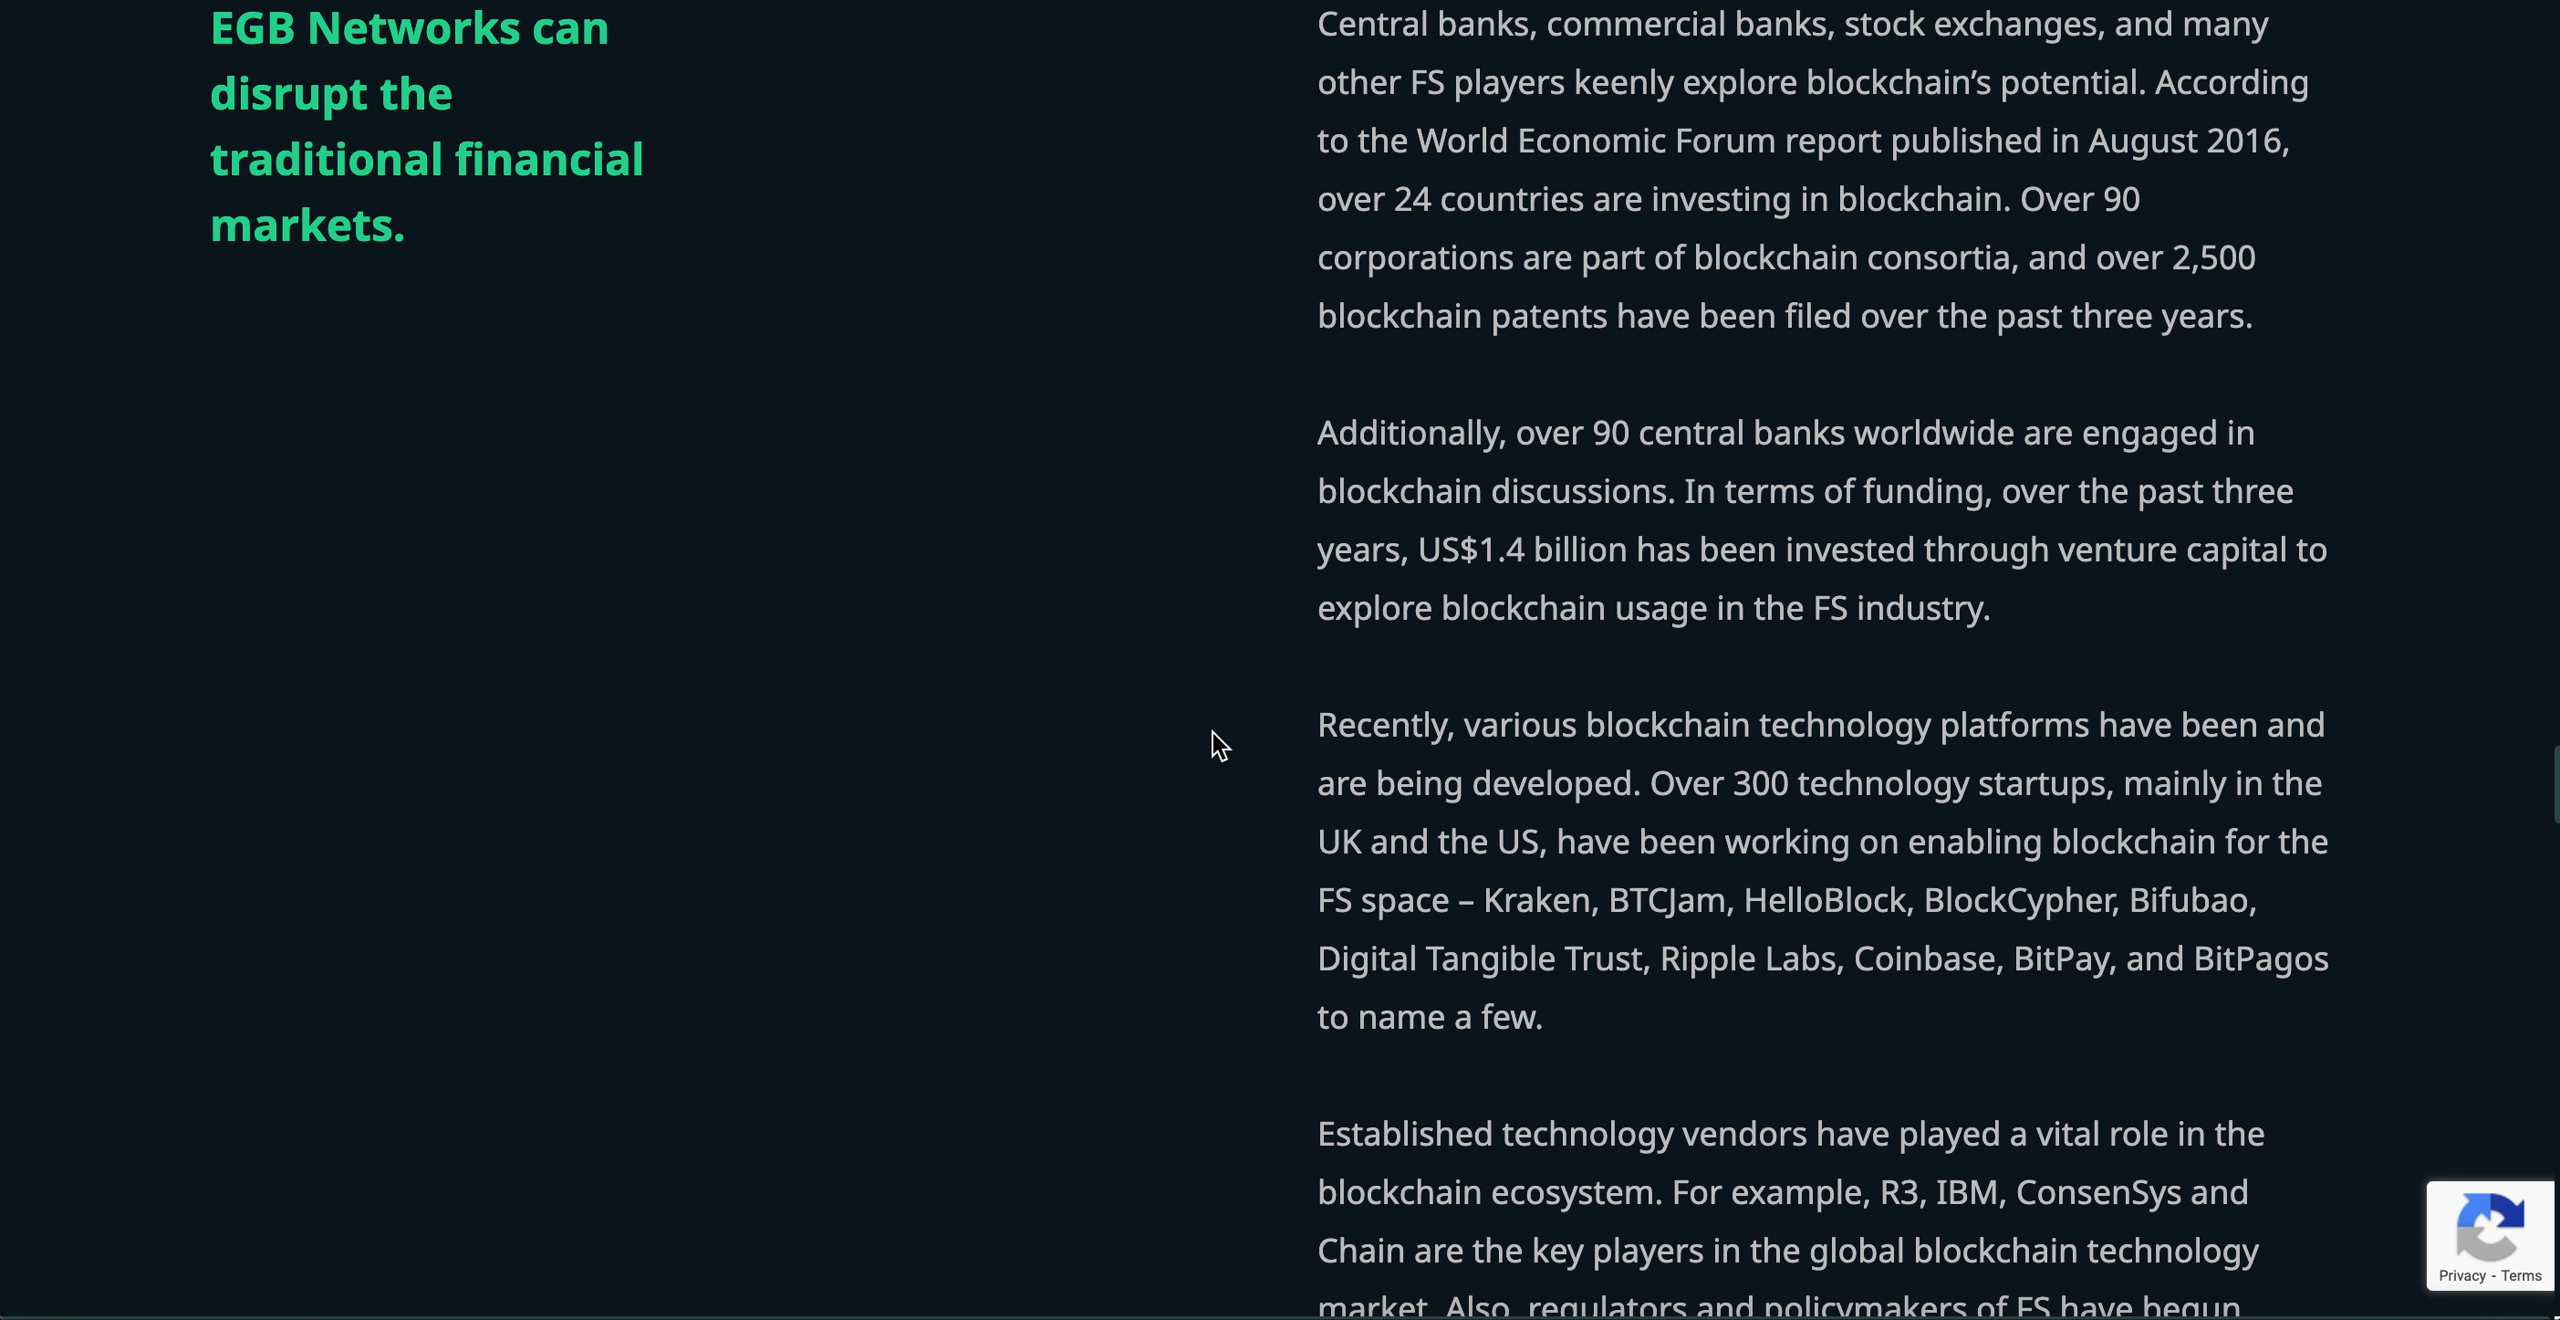 EGB Networks can
disrupt the
traditional financial
markets.
Central banks, commercial banks, stock exchanges, and many
other FS players keenly explore blockchain’s potential. According
to the World Economic Forum report published in August 2016,
over 24 countries are investing in blockchain. Over 90
corporations are part of blockchain consortia, and over 2,500
blockchain patents have been filed over the past three years.
Additionally, over 90 central banks worldwide are engaged in
blockchain discussions. In terms of funding, over the past three
years, US$1.4 billion has been invested through venture capital to
explore blockchain usage in the FS industry.
Recently, various blockchain technology platforms have been and
are being developed. Over 300 technology startups, mainly in the
UK and the US, have been working on enabling blockchain for the
FS space – Kraken, BTCJam, HelloBlock, BlockCypher, Bifubao,
Digital Tangible Trust, Ripple Labs, Coinbase, BitPay, and BitPagos
to name a few.
Established technology vendors have played a vital role in the
blockchain ecosystem. For example, R3, IBM, ConsenSys and
Chain are the key players in the global blockchain technology
market. Also, regulators and policymakers of FS have begun
Privacy - Terms